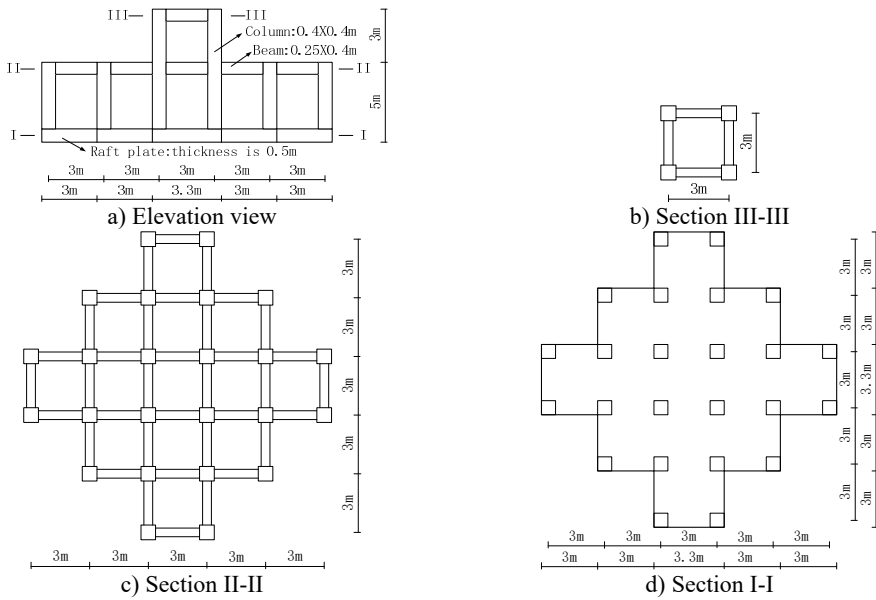 III
III
Column:0.4X0.4m
Beam:0.25X0.4m
II
II
3m
5m
I
I
Raft plate:thickness is 0.5m
3m 3m 3m 3m 3m
3m 3m 3.3m 3m 3m
a) Elevation view
3m
3m
b) Section III-III
3m
3m
3m
3m
3m
3m 3m 3m 3m 3m
c) Section II-II
3m 3m
3m 3m
3m 3.3m
3m 3m
3m 3m
3m 3m 3m 3m 3m
3m 3m 3.3m 3m 3m
d) Section I-I